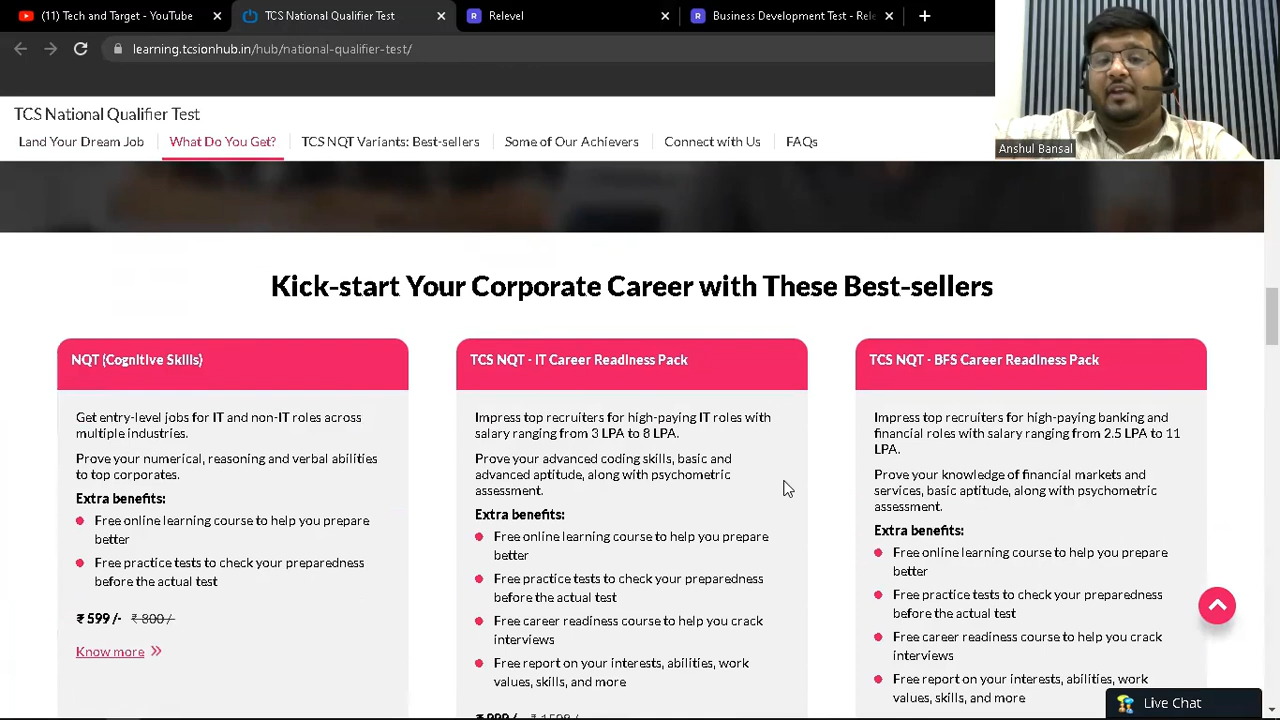 (11) Tech and Target - YouTube
TCS National Qualifier Test
Relevel
Business Development Test - Rele
learning.tcsionhub.in/hub/national-qualifier-test/
Anshul Bansal
TCS National Qualifier Test
Land Your Dream Job
What Do You Get?
TCS NQT Variants: Best-sellers
Some of Our Achievers
Connect with Us
FAQs
Kick-start Your Corporate Career with These Best-sellers
NQT (Cognitive Skills)
Get entry-level jobs for IT and non-IT roles across
multiple industries.
Prove your numerical, reasoning and verbal abilities
to top corporates.
Extra benefits:
Free online learning course to help you prepare
better
Free practice tests to check your preparedness
before the actual test
₹ 599 /- ₹ 800 /-
Know more
TCS NQT - IT Career Readiness Pack
Impress top recruiters for high-paying IT roles with
salary ranging from 3 LPA to 8 LPA.
Prove your advanced coding skills, basic and
advanced aptitude, along with psychometric
assessment.
Extra benefits:
Free online learning course to help you prepare
better
Free practice tests to check your preparedness
before the actual test
Free career readiness course to help you crack
interviews
Free report on your interests, abilities, work
values, skills, and more
TCS NQT - BFS Career Readiness Pack
Impress top recruiters for high-paying banking and
financial roles with salary ranging from 2.5 LPA to 11
LPA.
Prove your knowledge of financial markets and
services, basic aptitude, along with psychometric
assessment.
Extra benefits:
Free online learning course to help you prepare
better
Free practice tests to check your preparedness
before the actual test
Free career readiness course to help you crack
interviews
Free report on your interests, abilities, work
values, skills, and more
Live Chat